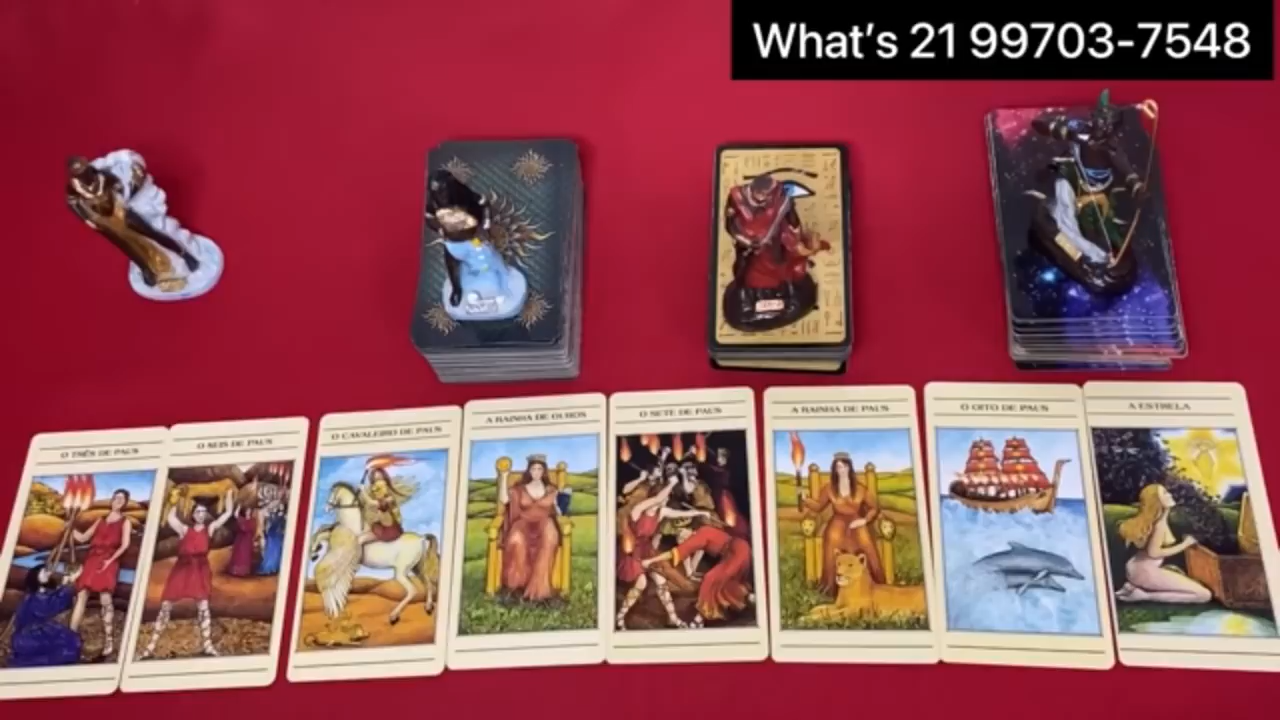 What's 21 99703-7548
O TRÊS DE PAUS
O SEIS DE PAUS
O CAVALEIRO DE PAUS
A RAINHA DE OUROS
O SETE DE PAUS
A RAINHA DE PAUS
O OITO DE PAUS
A ESTRELA